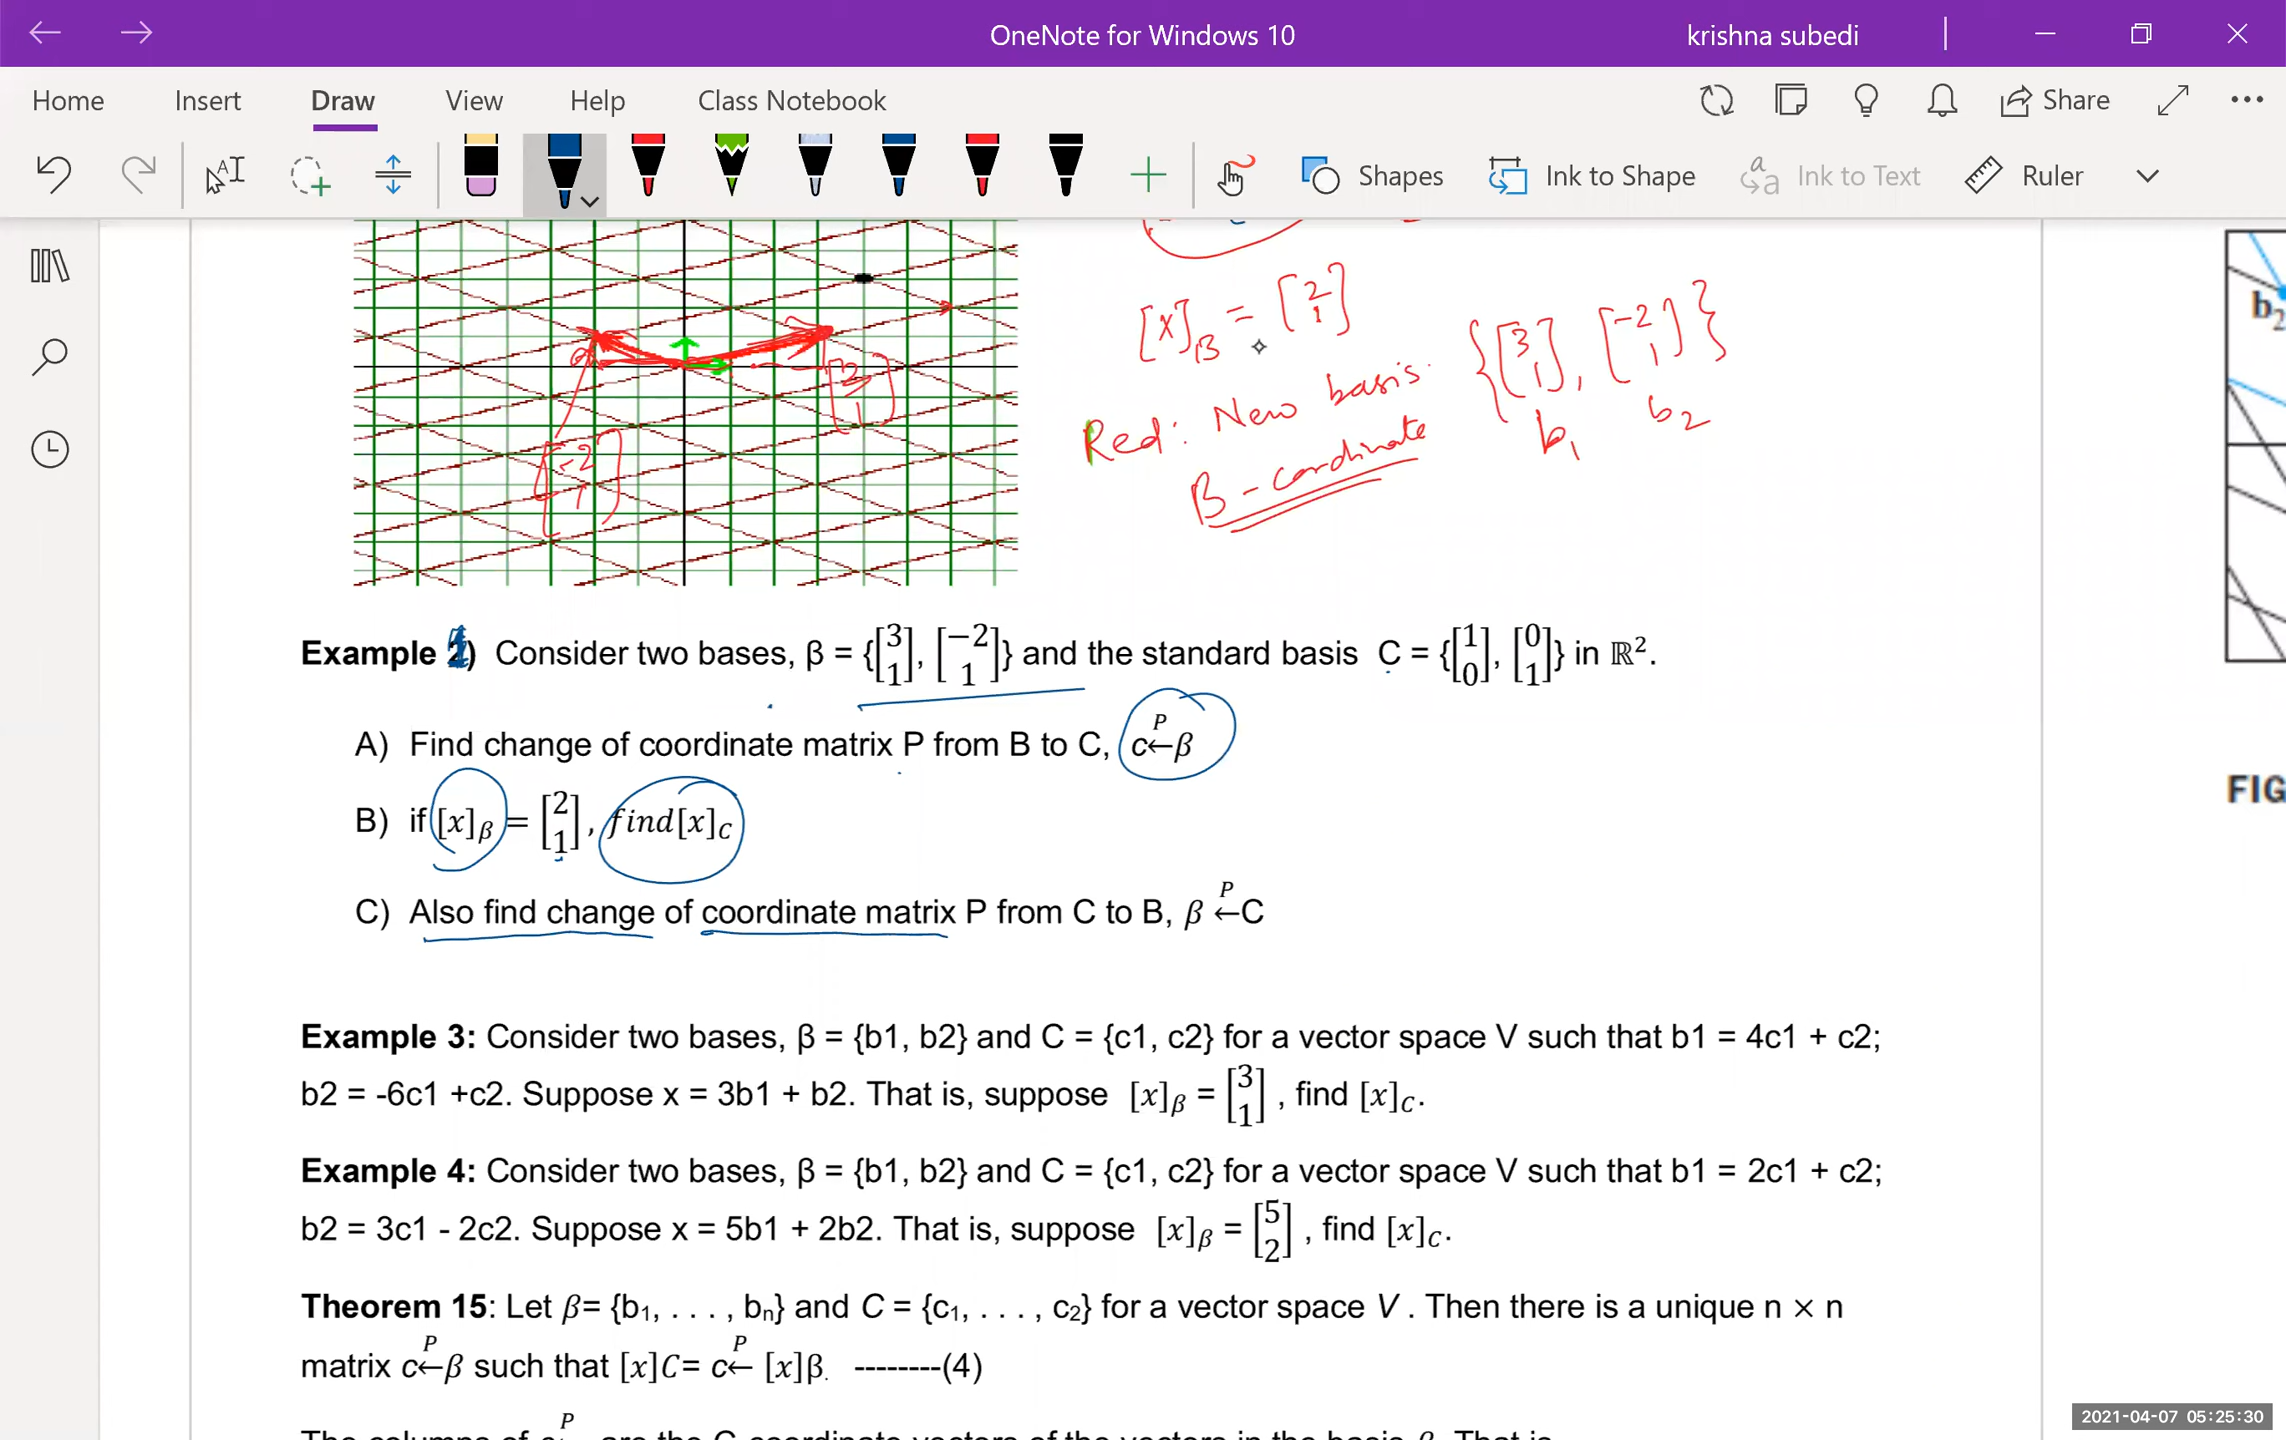 OneNote for Windows 10
krishna subedi
Home Insert Draw View Help Class Notebook
Share
Shapes Ink to Shape Ink to Text Ruler
[x]_B = [2 1]
{[3 1], [-2 1]}
b1 b2
Red: New basis.
B - cordinate
[3 1]
[-2 1]
b2
Example 2) Consider two bases, β = {[3 1], [−2 1]} and the standard basis C = {[1 0], [0 1]} in ℝ².
A) Find change of coordinate matrix P from B to C, c P← β
B) if [x]β = [2 1], find[x]C
C) Also find change of coordinate matrix P from C to B, β P← C
Example 3: Consider two bases, β = {b1, b2} and C = {c1, c2} for a vector space V such that b1 = 4c1 + c2;
b2 = -6c1 +c2. Suppose x = 3b1 + b2. That is, suppose [x]β = [3 1] , find [x]C.
Example 4: Consider two bases, β = {b1, b2} and C = {c1, c2} for a vector space V such that b1 = 2c1 + c2;
b2 = 3c1 - 2c2. Suppose x = 5b1 + 2b2. That is, suppose [x]β = [5 2] , find [x]C.
Theorem 15: Let β= {b1, . . . , bn} and C = {c1, . . . , c2} for a vector space V . Then there is a unique n × n
matrix c P← β such that [x]C= c P← [x]β. --------(4)
FIG
2021-04-07 05:25:30